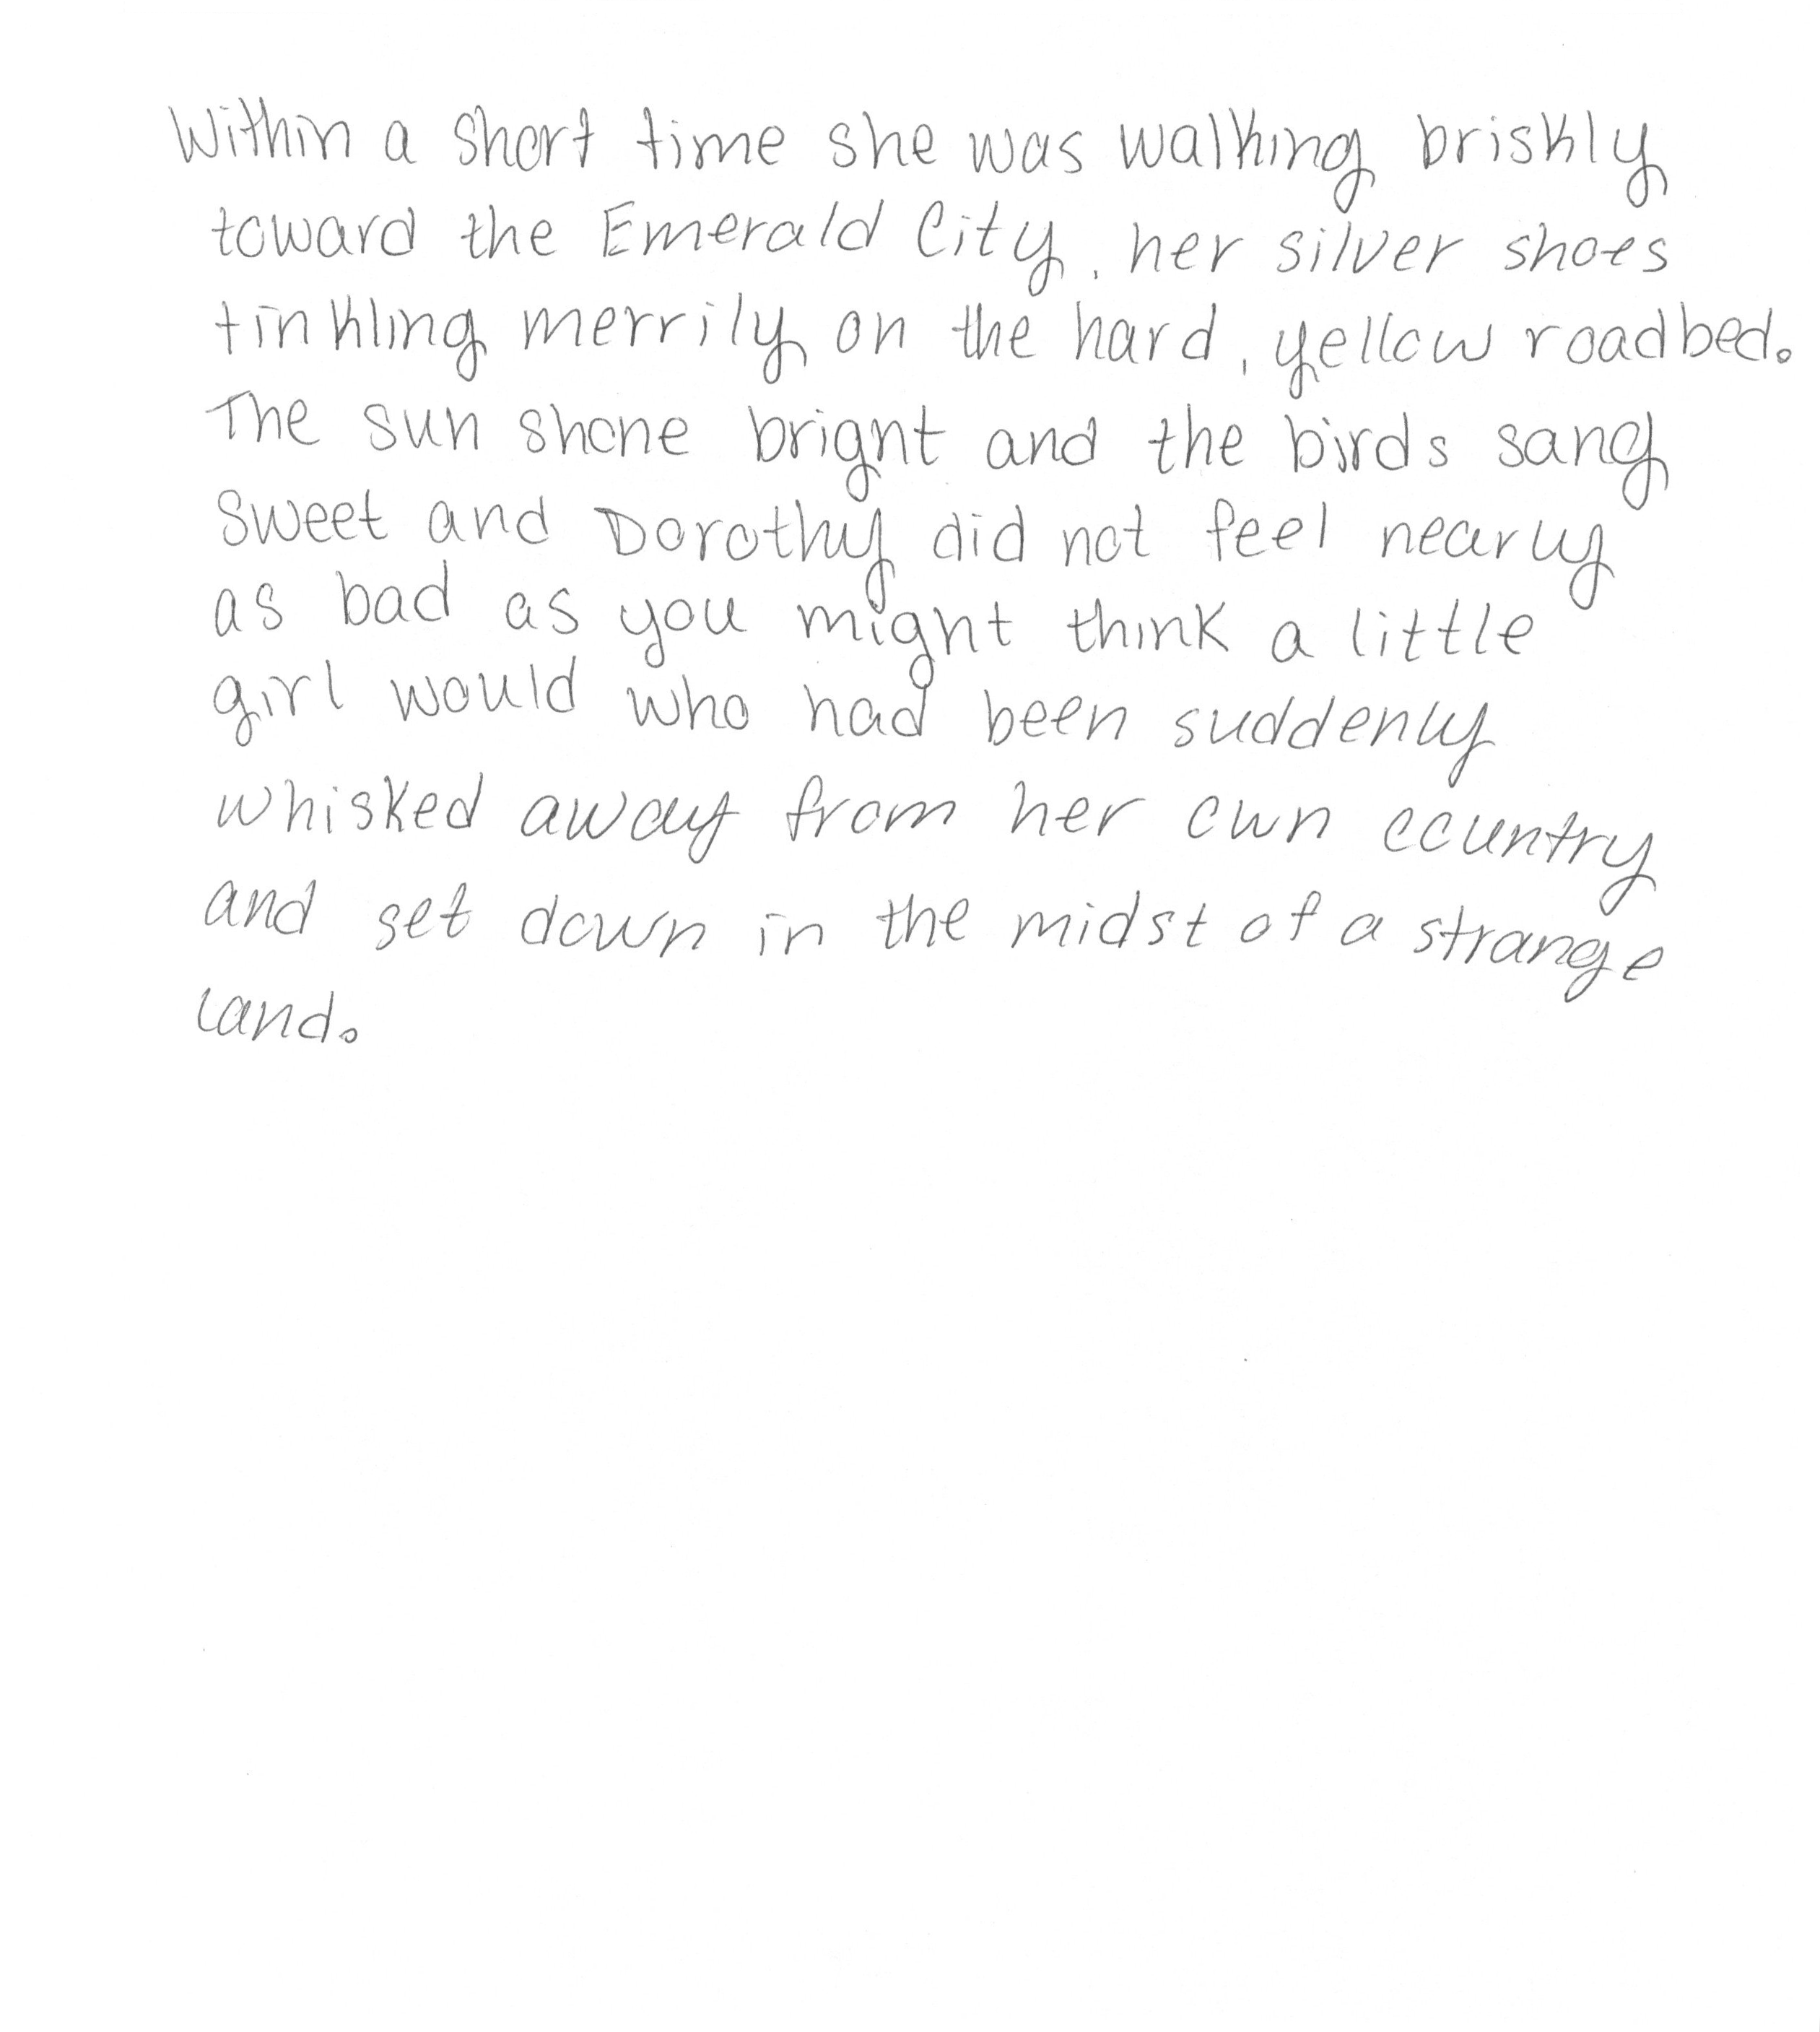 Within a short time she was walking briskly
toward the Emerald City, her silver shoes
tinkling merrily on the hard, yellow roadbed.
The sun shone bright and the birds sang
sweet and Dorothy did not feel nearly
as bad as you might think a little
girl would who had been suddenly
whisked away from her own country
and set down in the midst of a strange
land.